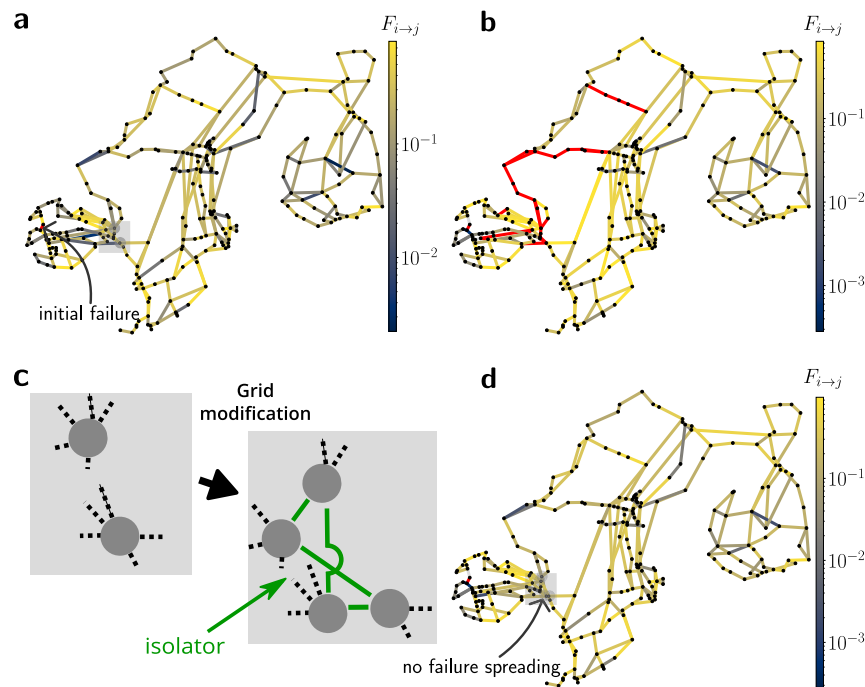 a
F_{i→j}
10^{-1}
10^{-2}
initial failure
b
F_{i→j}
10^{-1}
10^{-2}
10^{-3}
c
Grid
modification
isolator
d
F_{i→j}
10^{-1}
10^{-2}
10^{-3}
no failure spreading